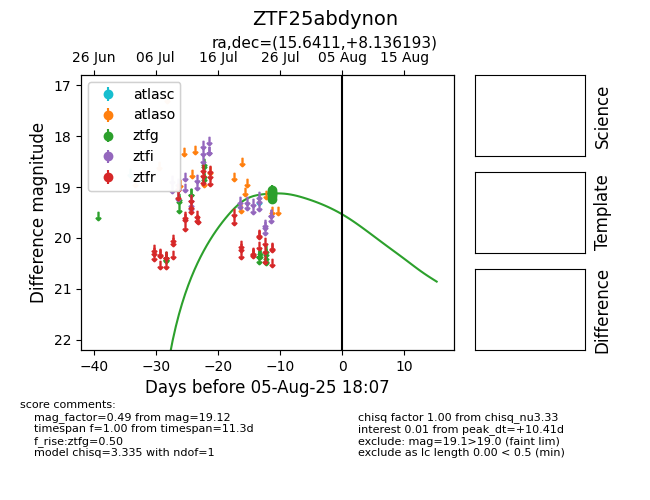 ZTF25abdynon
ra,dec=(15.6411,+8.136193)
26 Jun 06 Jul 16 Jul 26 Jul 05 Aug 15 Aug
17
18
19
20
21
22
Difference magnitude
atlasc
atlaso
ztfg
ztfi
ztfr
−40 −30 −20 −10 0 10
Days before 05-Aug-25 18:07
Science
Template
Difference
score comments:
mag_factor=0.49 from mag=19.12
timespan f=1.00 from timespan=11.3d
f_rise:ztfg=0.50
model chisq=3.335 with ndof=1
chisq factor 1.00 from chisq_nu3.33
interest 0.01 from peak_dt=+10.41d
exclude: mag=19.1>19.0 (faint lim)
exclude as lc length 0.00 < 0.5 (min)